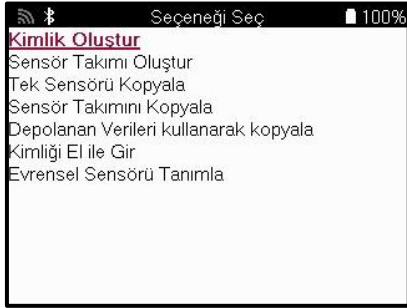 Seçeneği Seç 100%
Kimlik Oluştur
Sensör Takımı Oluştur
Tek Sensörü Kopyala
Sensör Takımını Kopyala
Depolanan Verileri kullanarak kopyala
Kimliği El ile Gir
Evrensel Sensörü Tanımla